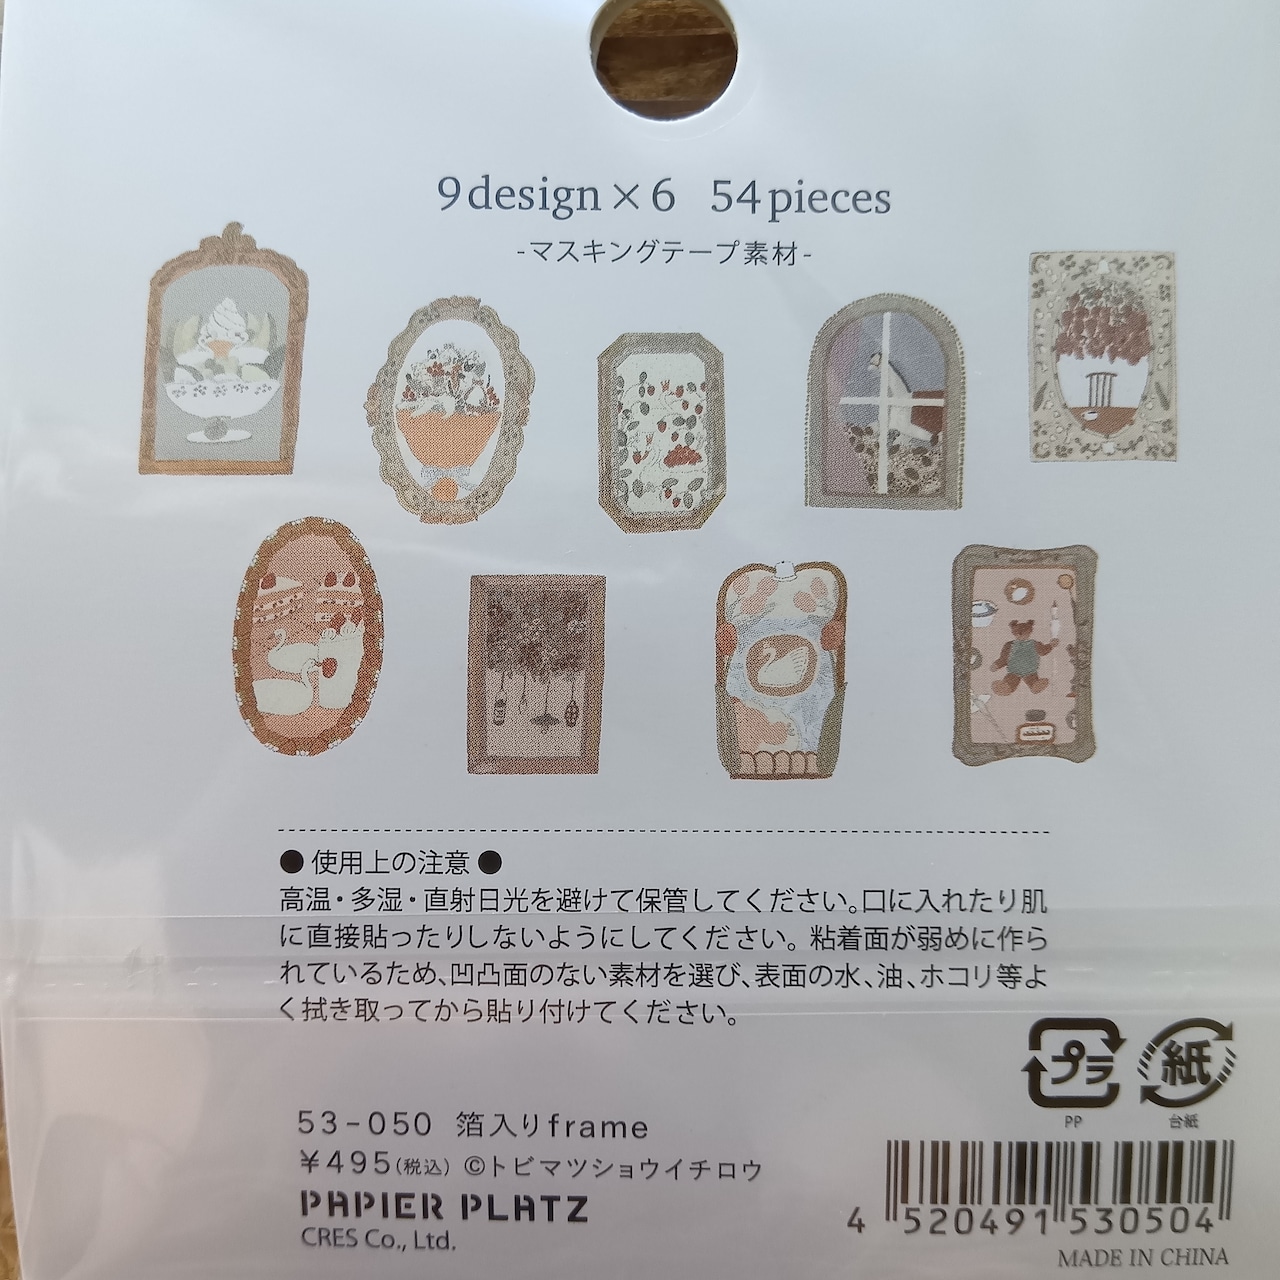 9design×6 54pieces
-マスキングテープ素材-
● 使用上の注意 ●
高温・多湿・直射日光を避けて保管してください。口に入れたり肌
に直接貼ったりしないようにしてください。粘着面が弱めに作ら
れているため、凹凸面のない素材を選び、表面の水、油、ホコリ等よ
く拭き取ってから貼り付けてください。
プラ 紙
PP 台紙
53-050 箔入りframe
¥495(税込) ©トビマツショウイチロウ
PAPIER PLATZ
CRES Co., Ltd.
4 520491 530504
MADE IN CHINA